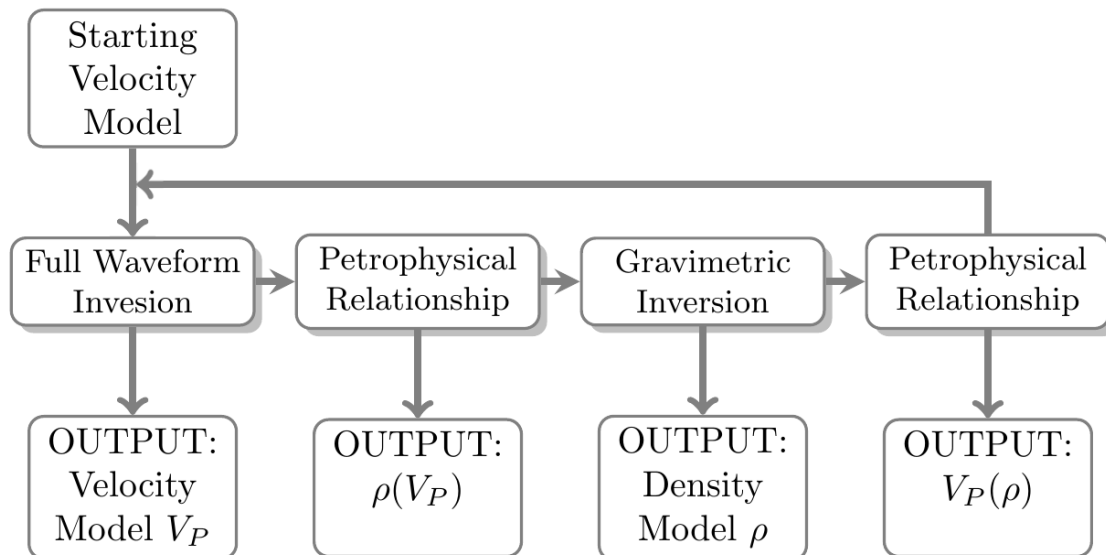 Starting
Velocity
Model
Full Waveform
Invesion
Petrophysical
Relationship
Gravimetric
Inversion
Petrophysical
Relationship
OUTPUT:
Velocity
Model V_P
OUTPUT:
ρ(V_P)
OUTPUT:
Density
Model ρ
OUTPUT:
V_P(ρ)